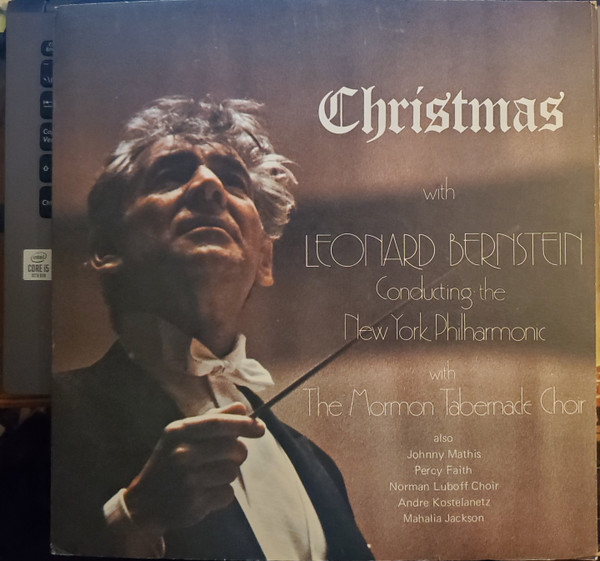 Christmas
with
LEONARD BERNSTEIN
Conducting the
New York Philharmonic
with
The Mormon Tabernacle Choir
also
Johnny Mathis
Percy Faith
Norman Luboff Choir
Andre Kostelanetz
Mahalia Jackson
intel
CORE i5